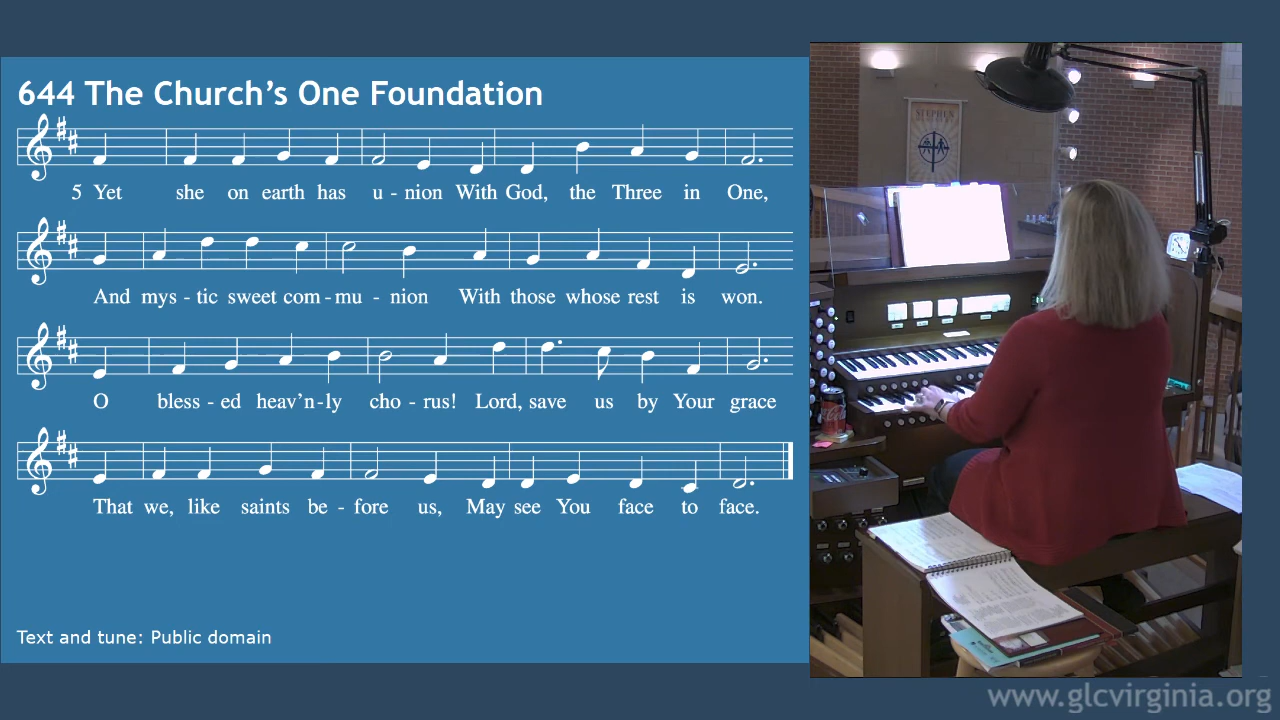 644 The Church's One Foundation
5 Yet she on earth has u - nion With God, the Three in One,
And mys - tic sweet com - mu - nion With those whose rest is won.
O bless - ed heav'n - ly cho - rus! Lord, save us by Your grace
That we, like saints be - fore us, May see You face to face.
Text and tune: Public domain
STEPHEN
www.glcvirginia.org